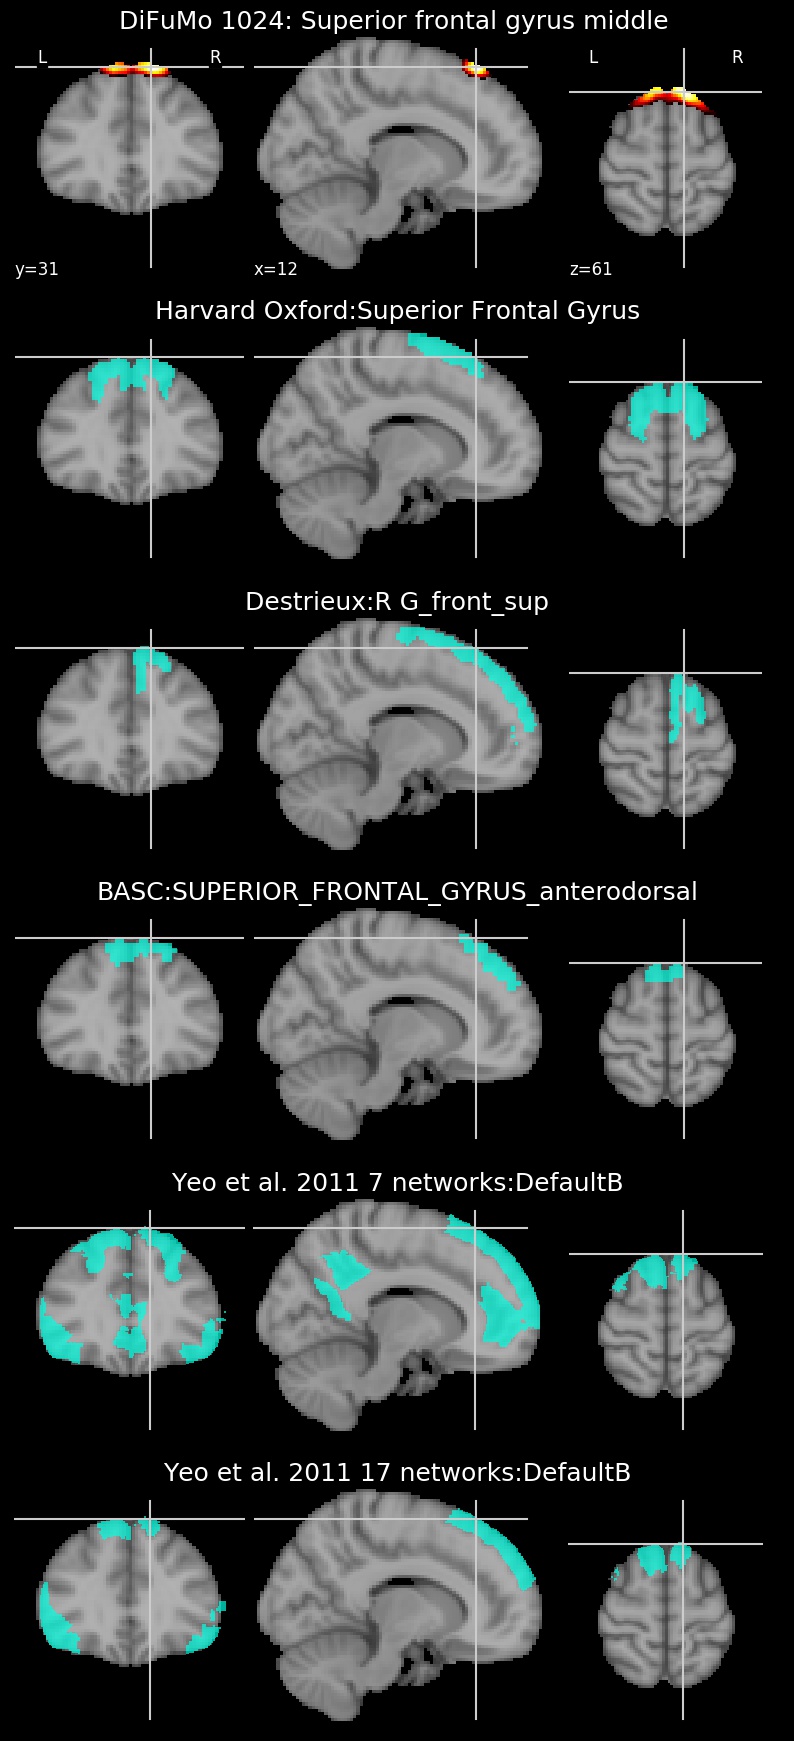 DiFuMo 1024: Superior frontal gyrus middle
L R
L R
y=31 x=12 z=61
Harvard Oxford:Superior Frontal Gyrus
Destrieux:R G_front_sup
BASC:SUPERIOR_FRONTAL_GYRUS_anterodorsal
Yeo et al. 2011 7 networks:DefaultB
Yeo et al. 2011 17 networks:DefaultB